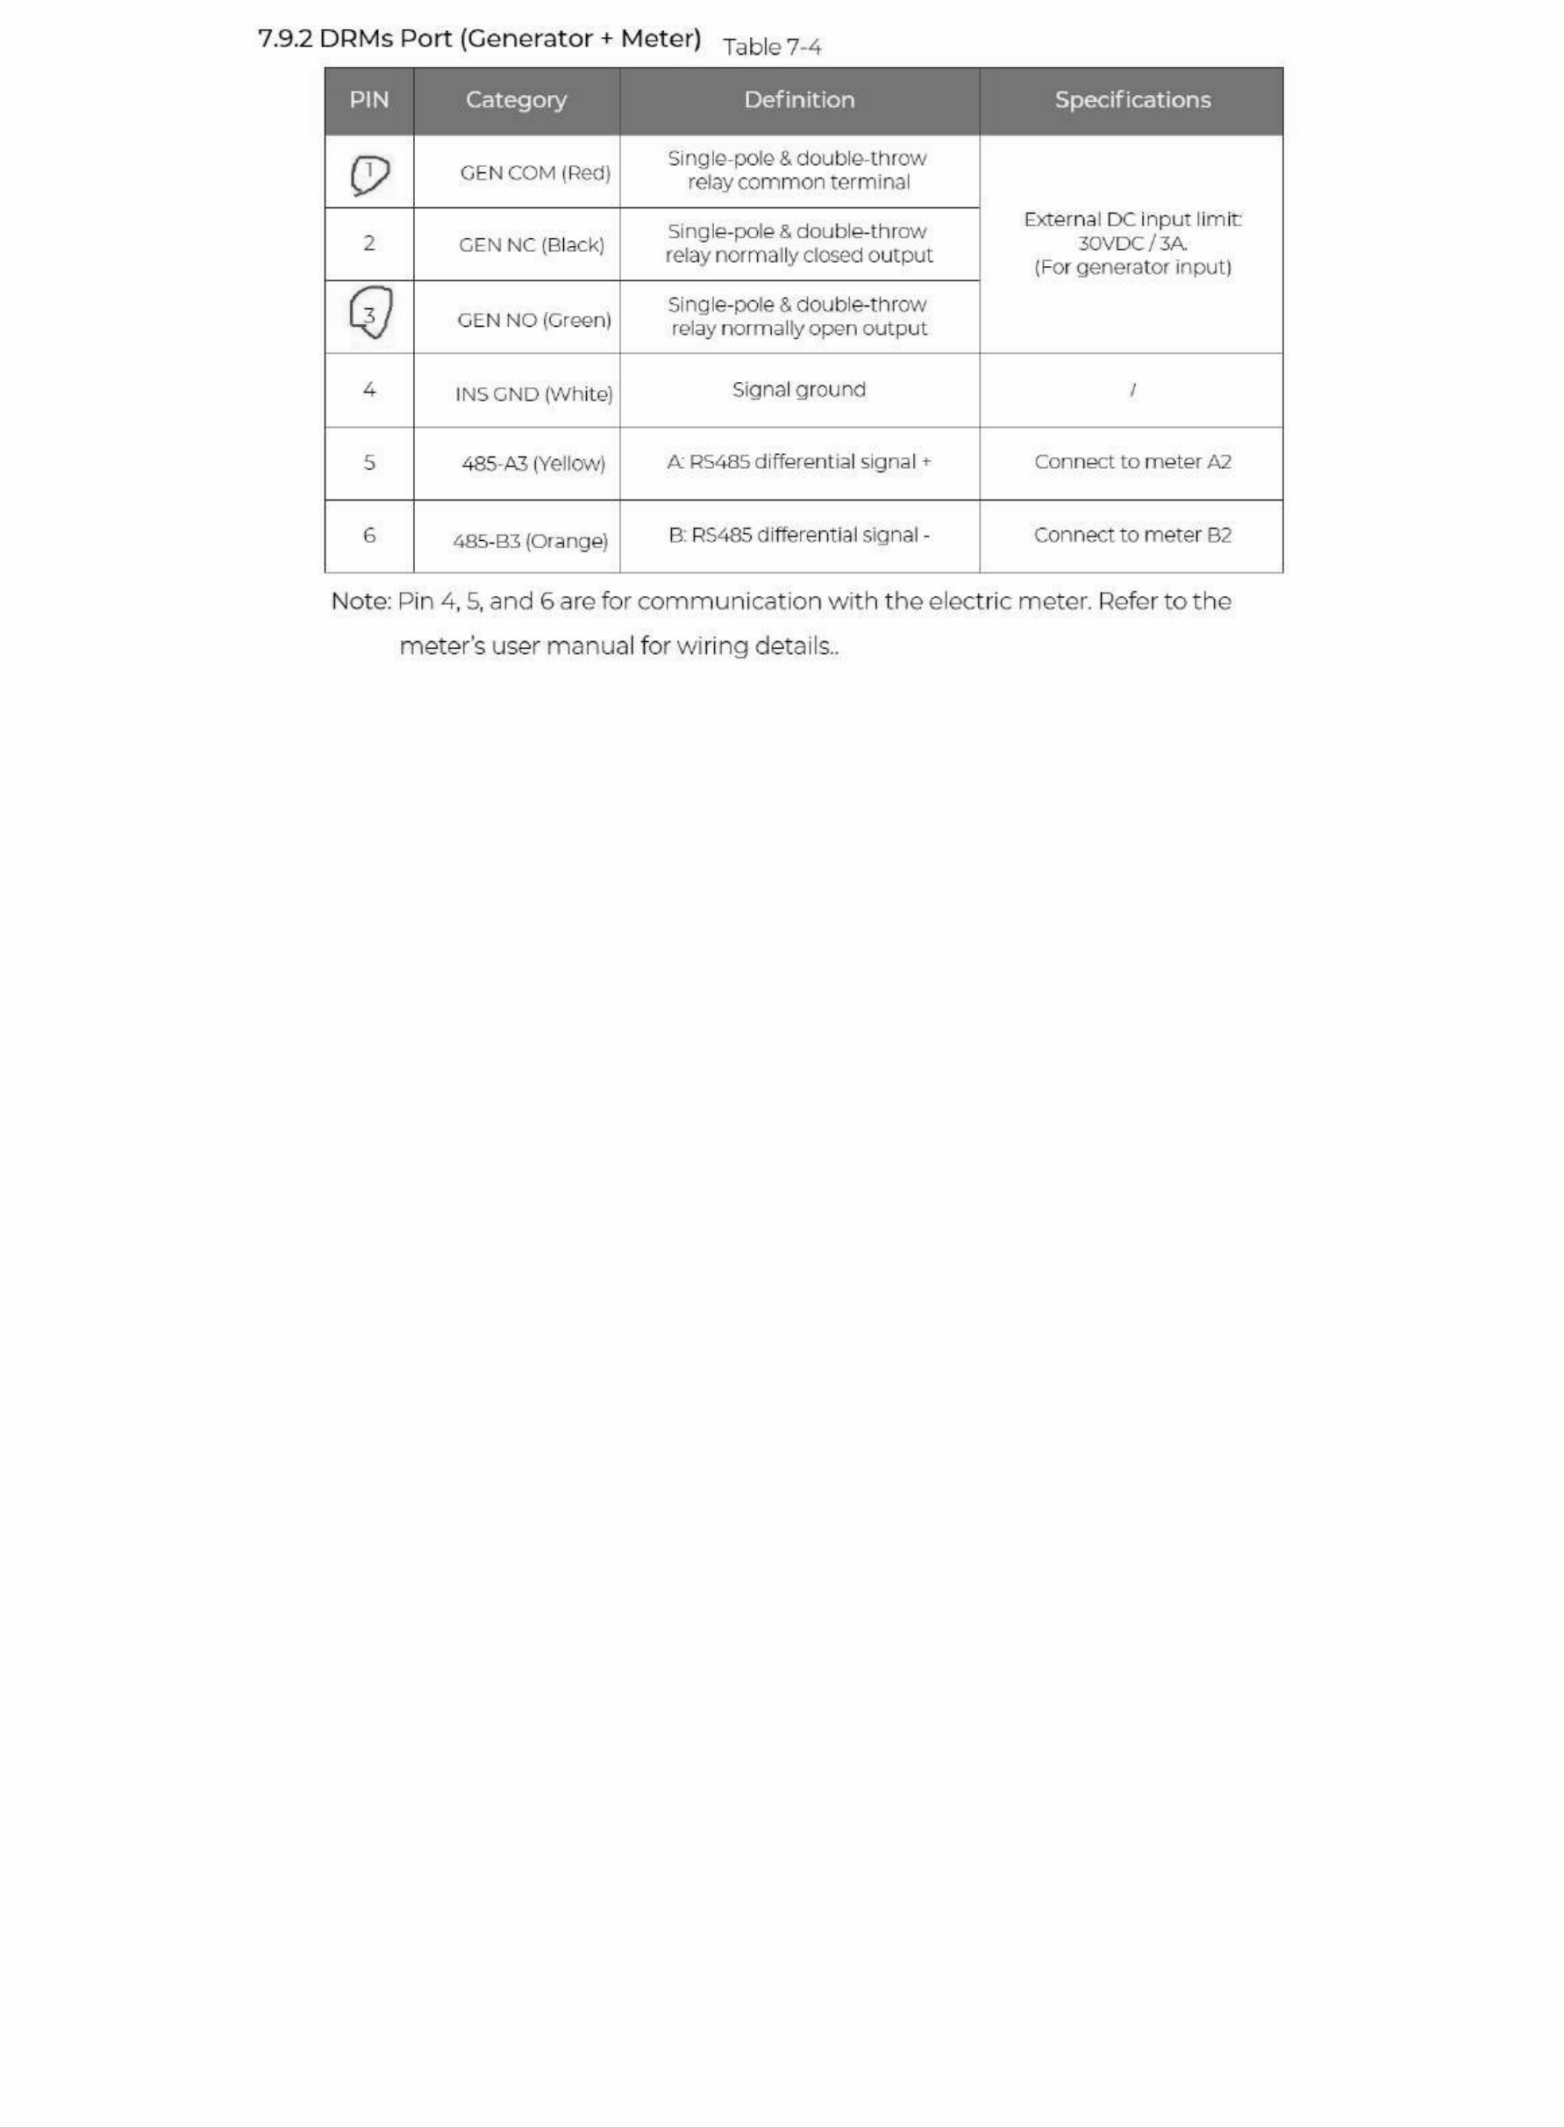 7.9.2 DRMs Port (Generator + Meter) Table 7-4
PIN Category Definition Specifications
1 GEN COM (Red) Single-pole & double-throw
relay common terminal
2 GEN NC (Black) Single-pole & double-throw
relay normally closed output
3 GEN NO (Green) Single-pole & double-throw
relay normally open output
External DC input limit:
30VDC / 3A.
(For generator input)
4 INS GND (White) Signal ground /
5 485-A3 (Yellow) A: RS485 differential signal + Connect to meter A2
6 485-B3 (Orange) B: RS485 differential signal - Connect to meter B2
Note: Pin 4, 5, and 6 are for communication with the electric meter. Refer to the
meter's user manual for wiring details..